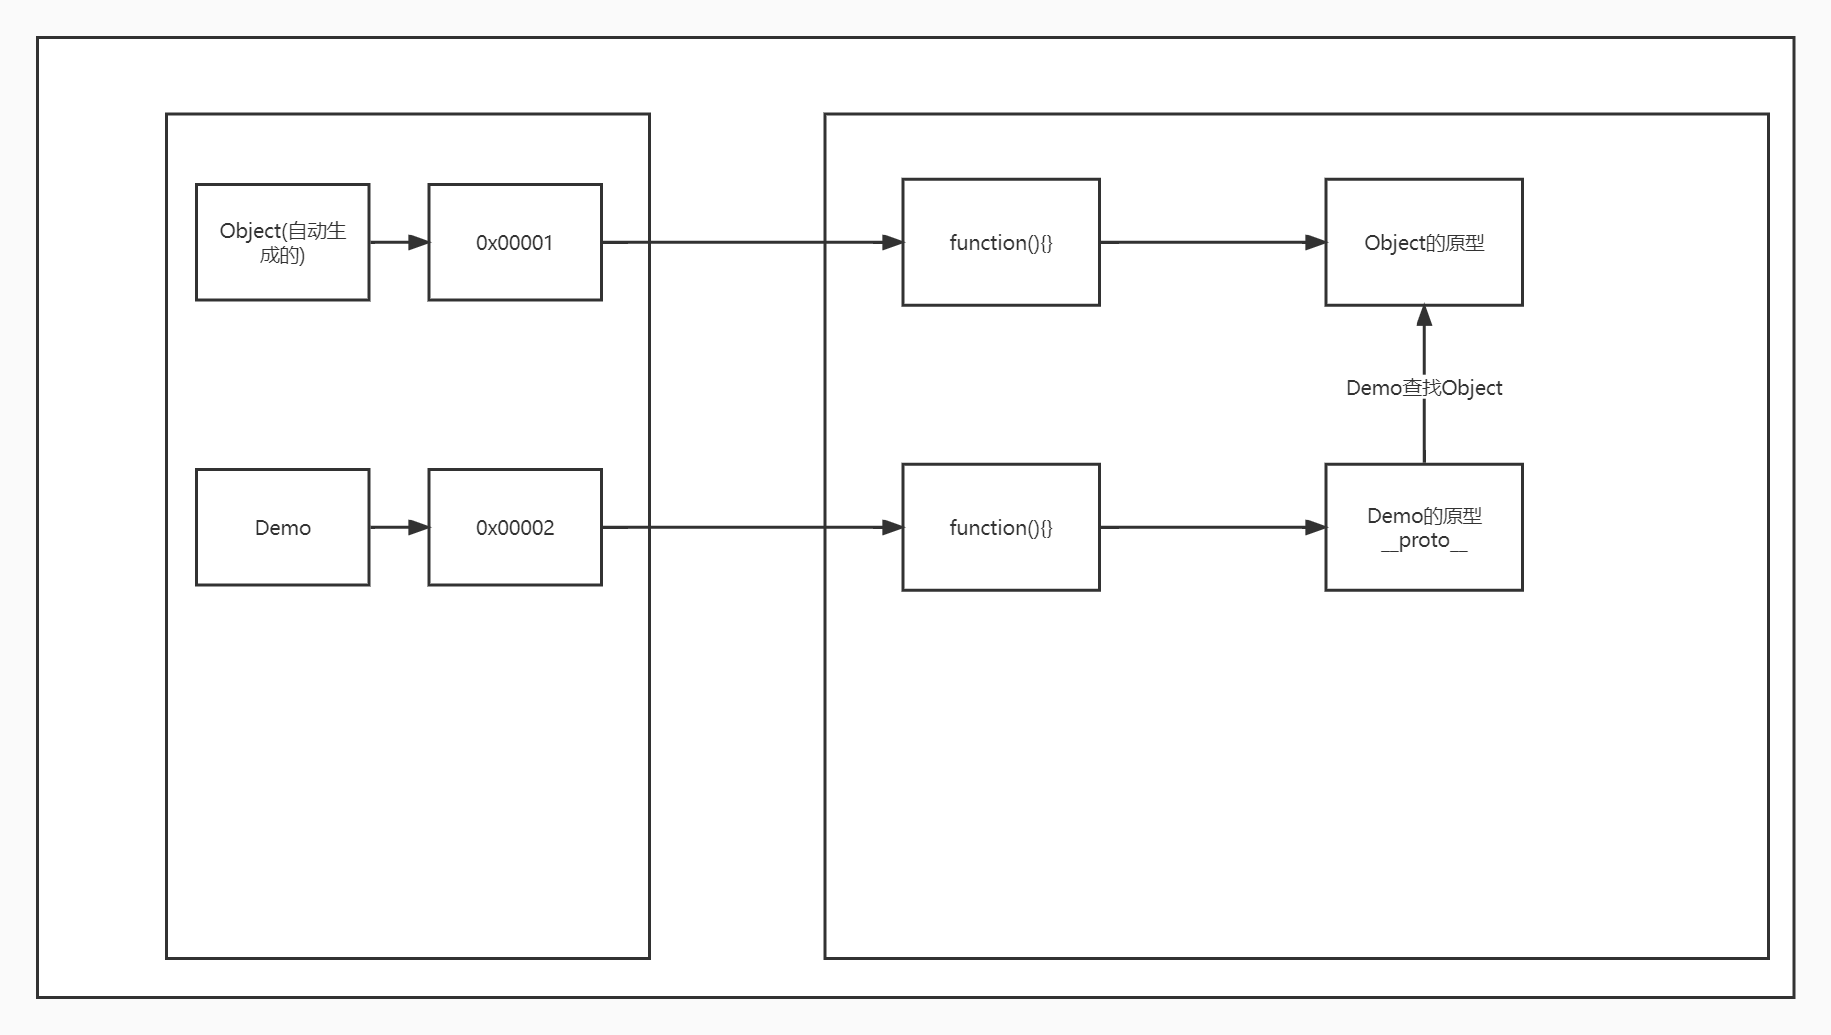 Object(自动生
成的)
0x00001
function(){}
Object的原型
Demo查找Object
Demo
0x00002
function(){}
Demo的原型
__proto__